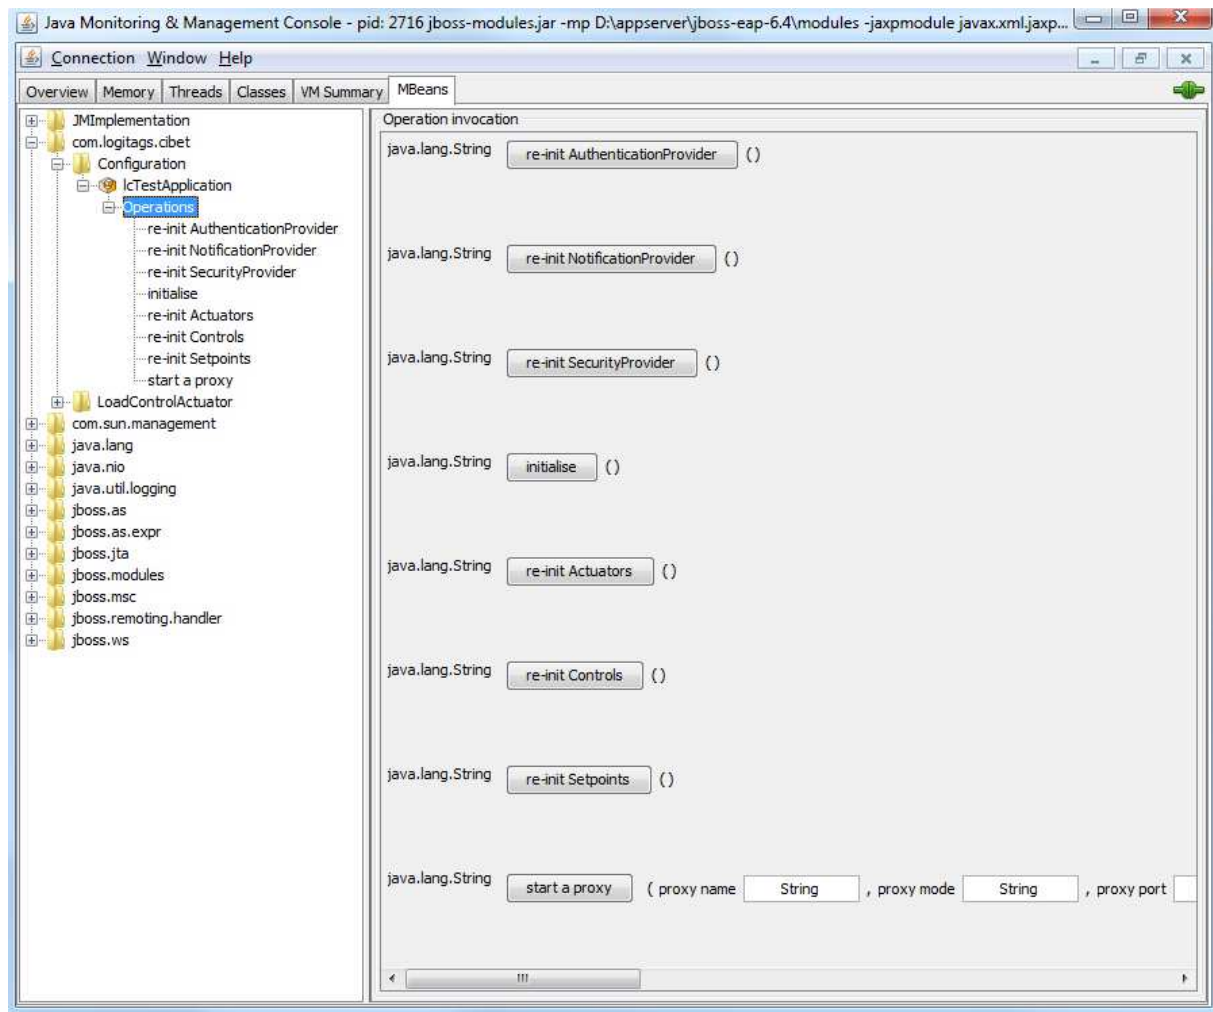 Java Monitoring & Management Console - pid: 2716 jboss-modules.jar -mp D:\appserver\jboss-eap-6.4\modules -jaxpmodule javax.xml.jaxp...
Connection Window Help
Overview Memory Threads Classes VM Summary MBeans
JMImplementation
com.logitags.cibet
Configuration
lcTestApplication
Operations
re-init AuthenticationProvider
re-init NotificationProvider
re-init SecurityProvider
initialise
re-init Actuators
re-init Controls
re-init Setpoints
start a proxy
LoadControlActuator
com.sun.management
java.lang
java.nio
java.util.logging
jboss.as
jboss.as.expr
jboss.jta
jboss.modules
jboss.msc
jboss.remoting.handler
jboss.ws
Operation invocation
java.lang.String re-init AuthenticationProvider ()
java.lang.String re-init NotificationProvider ()
java.lang.String re-init SecurityProvider ()
java.lang.String initialise ()
java.lang.String re-init Actuators ()
java.lang.String re-init Controls ()
java.lang.String re-init Setpoints ()
java.lang.String start a proxy ( proxy name String , proxy mode String , proxy port